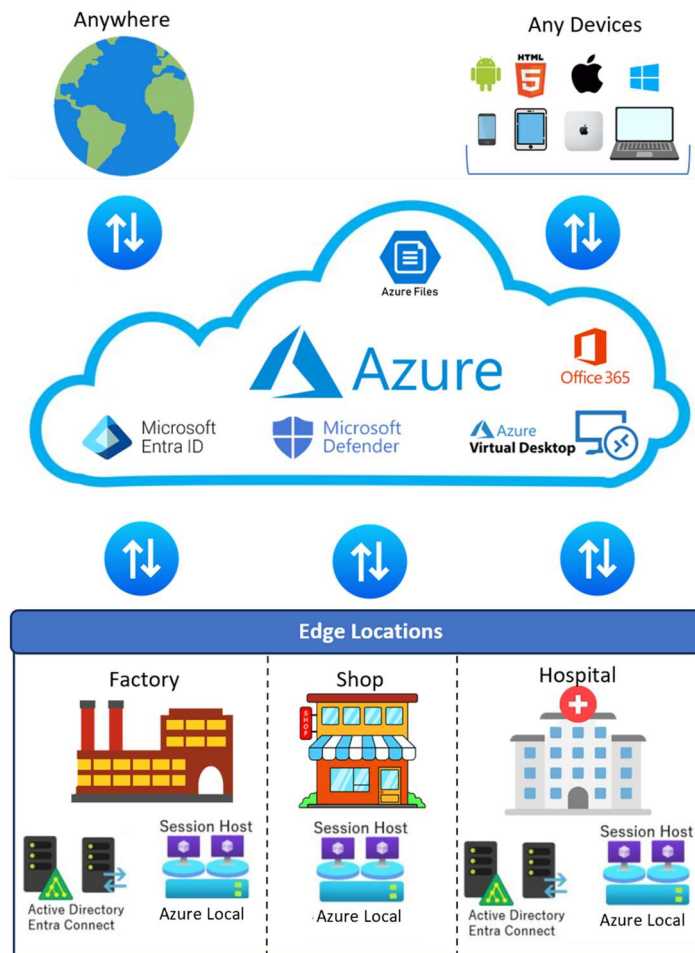 Anywhere
Any Devices
HTML
5
Azure Files
Azure
Office 365
Microsoft
Entra ID
Microsoft
Defender
Azure
Virtual Desktop
Edge Locations
Factory
Shop
Hospital
SHOP
Session Host
Session Host
Session Host
Active Directory
Entra Connect
Azure Local
Azure Local
Active Directory
Entra Connect
Azure Local